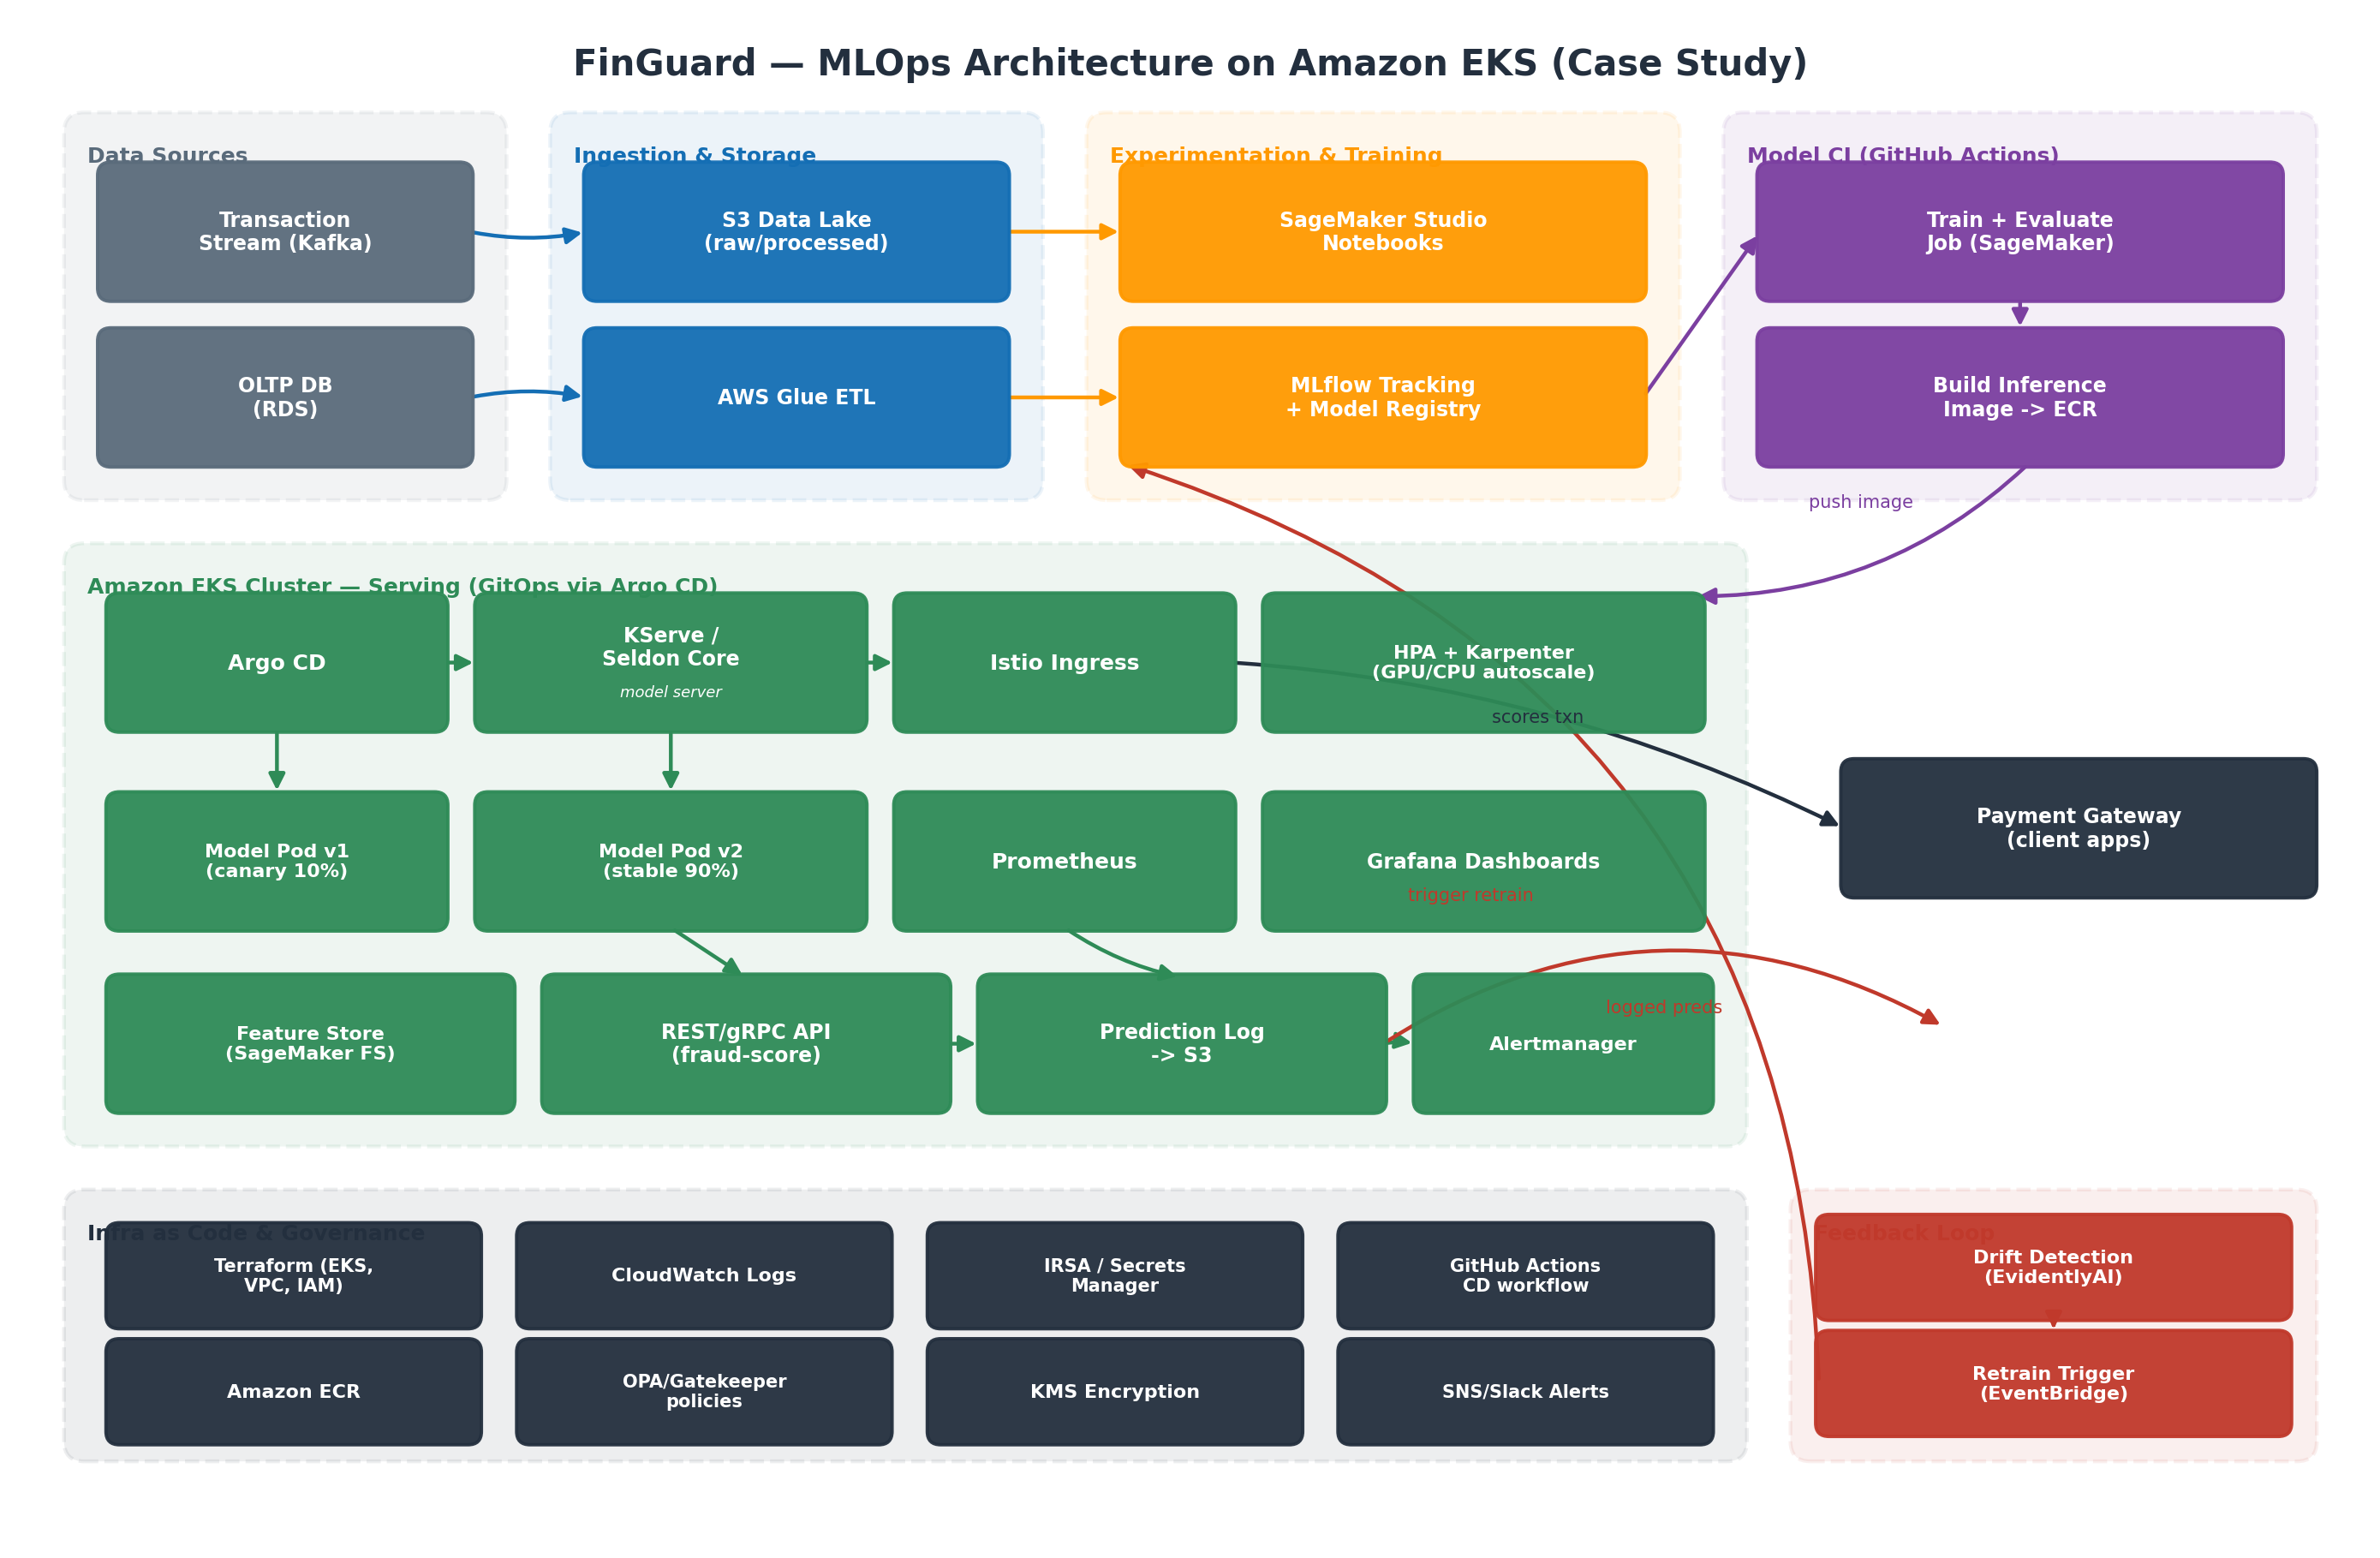 FinGuard — MLOps Architecture on Amazon EKS (Case Study)
Data Sources
Transaction
Stream (Kafka)
OLTP DB
(RDS)
Ingestion & Storage
S3 Data Lake
(raw/processed)
AWS Glue ETL
Experimentation & Training
SageMaker Studio
Notebooks
MLflow Tracking
+ Model Registry
Model CI (GitHub Actions)
Train + Evaluate
Job (SageMaker)
Build Inference
Image -> ECR
push image
Amazon EKS Cluster — Serving (GitOps via Argo CD)
Argo CD
KServe /
Seldon Core
model server
Istio Ingress
HPA + Karpenter
(GPU/CPU autoscale)
scores txn
Payment Gateway
(client apps)
Model Pod v1
(canary 10%)
Model Pod v2
(stable 90%)
Prometheus
Grafana Dashboards
trigger retrain
Feature Store
(SageMaker FS)
REST/gRPC API
(fraud-score)
Prediction Log
-> S3
logged preds
Alertmanager
Infra as Code & Governance
Terraform (EKS,
VPC, IAM)
CloudWatch Logs
IRSA / Secrets
Manager
GitHub Actions
CD workflow
Amazon ECR
OPA/Gatekeeper
policies
KMS Encryption
SNS/Slack Alerts
Feedback Loop
Drift Detection
(EvidentlyAI)
Retrain Trigger
(EventBridge)